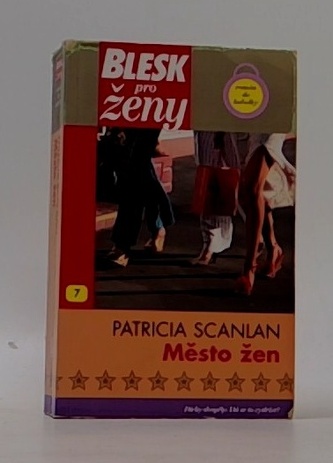 BLESK
pro
ženy
román do
kabelky
7
PATRICIA SCANLAN
Město žen